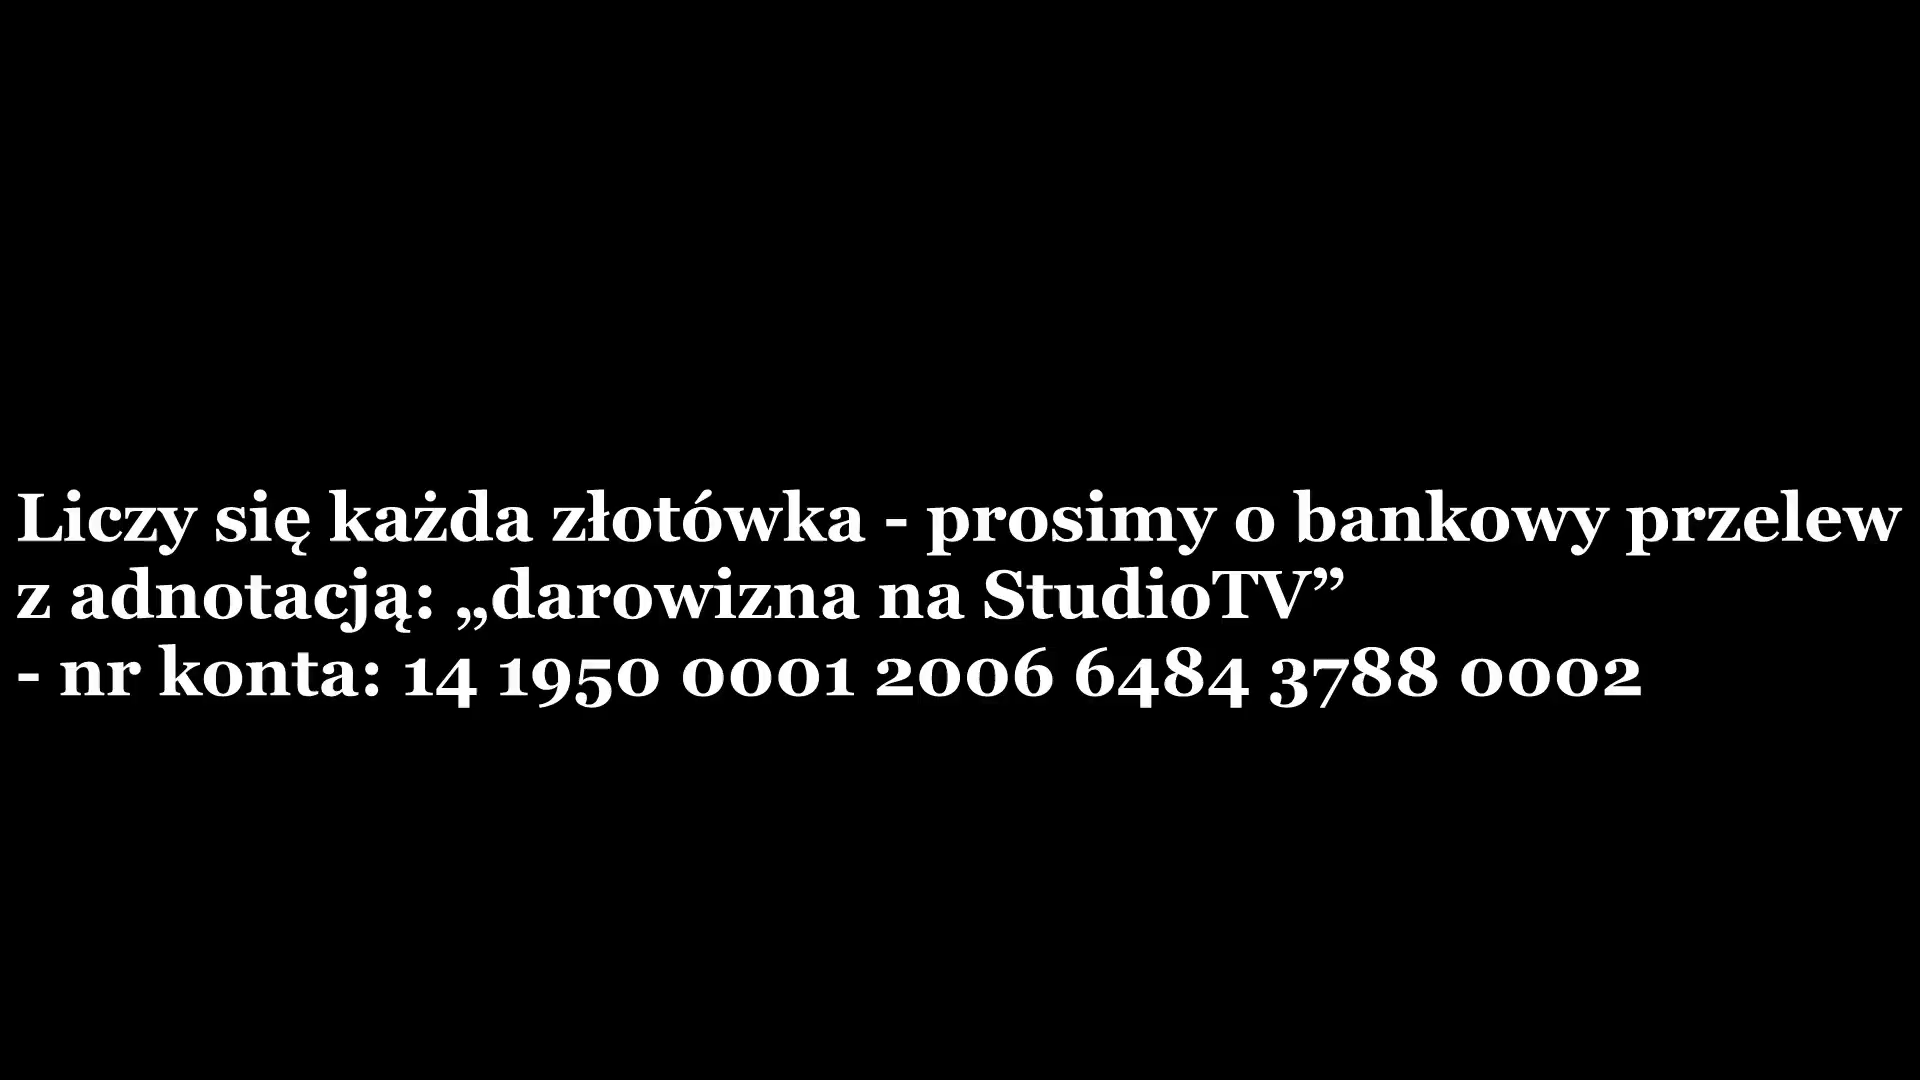 Liczy się każda złotówka - prosimy o bankowy przelew
z adnotacją: „darowizna na StudioTV”
- nr konta: 14 1950 0001 2006 6484 3788 0002